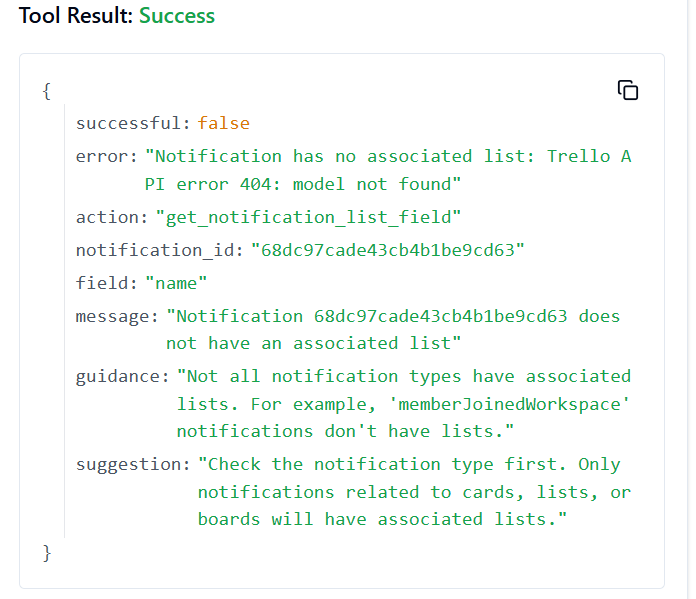 Tool Result: Success
{
successful: false
error: "Notification has no associated list: Trello A
PI error 404: model not found"
action: "get_notification_list_field"
notification_id: "68dc97cade43cb4b1be9cd63"
field: "name"
message: "Notification 68dc97cade43cb4b1be9cd63 does
not have an associated list"
guidance: "Not all notification types have associated
lists. For example, 'memberJoinedWorkspace'
notifications don't have lists."
suggestion: "Check the notification type first. Only
notifications related to cards, lists, or
boards will have associated lists."
}